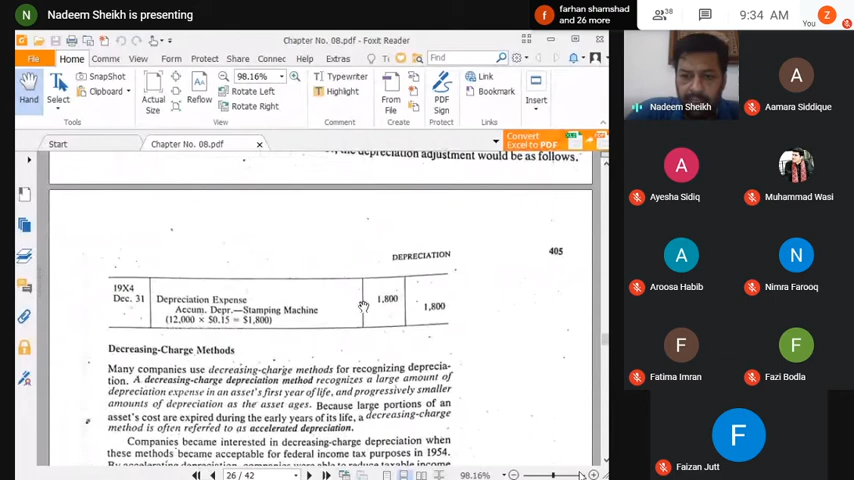 N
Nadeem Sheikh is presenting
f
farhan shamshad
and 26 more
38
9:34 AM
Z
You
Chapter No. 08.pdf - Foxit Reader
File
Home
Comme
View
Form
Protect
Share
Connec
Help
Extras
Find
Hand
Select
SnapShot
Clipboard
Actual
Size
Reflow
98.16%
Rotate Left
Rotate Right
Typewriter
Highlight
From
File
PDF
Sign
Link
Bookmark
Insert
Tools
View
Comment
Create
Protect
Links
Start
Chapter No. 08.pdf
Convert
Excel to PDF
, the depreciation adjustment would be as follows.
DEPRECIATION
405
19X4
Dec. 31
Depreciation Expense
1,800
Accum. Depr.—Stamping Machine
1,800
(12,000 × $0.15 = $1,800)
Decreasing-Charge Methods
Many companies use decreasing-charge methods for recognizing deprecia-
tion. A decreasing-charge depreciation method recognizes a large amount of
depreciation expense in an asset's first year of life, and progressively smaller
amounts of depreciation as the asset ages. Because large portions of an
asset's cost are expired during the early years of its life, a decreasing-charge
method is often referred to as accelerated depreciation.
Companies became interested in decreasing-charge depreciation when
these methods became acceptable for federal income tax purposes in 1954.
By accelerating depreciation, companies were able to reduce taxable income
26 / 42
98.16%
Nadeem Sheikh
A
Aamara Siddique
A
Ayesha Sidiq
Muhammad Wasi
A
Aroosa Habib
N
Nimra Farooq
F
Fatima Imran
F
Fazi Bodla
F
Faizan Jutt